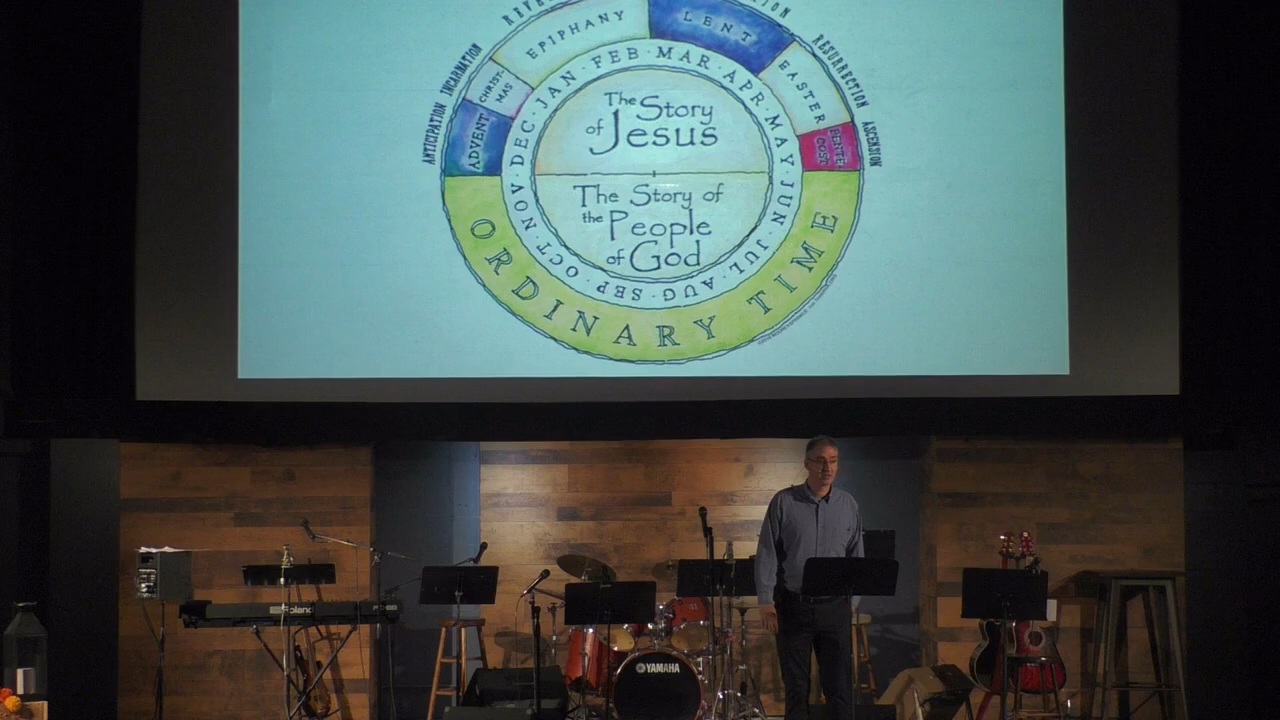 ANTICIPATION INCARNATION
RESURRECTION ASCENSION
ADVENT
CHRIST-
MAS
EPIPHANY
LENT
EASTER
PENTE
COST
ORDINARY TIME
JAN · FEB · MAR · APR · MAY · JUN · JUL · AUG · SEP · OCT · NOV · DEC
The Story
of Jesus
The Story of
the People
of God
Roland
YAMAHA